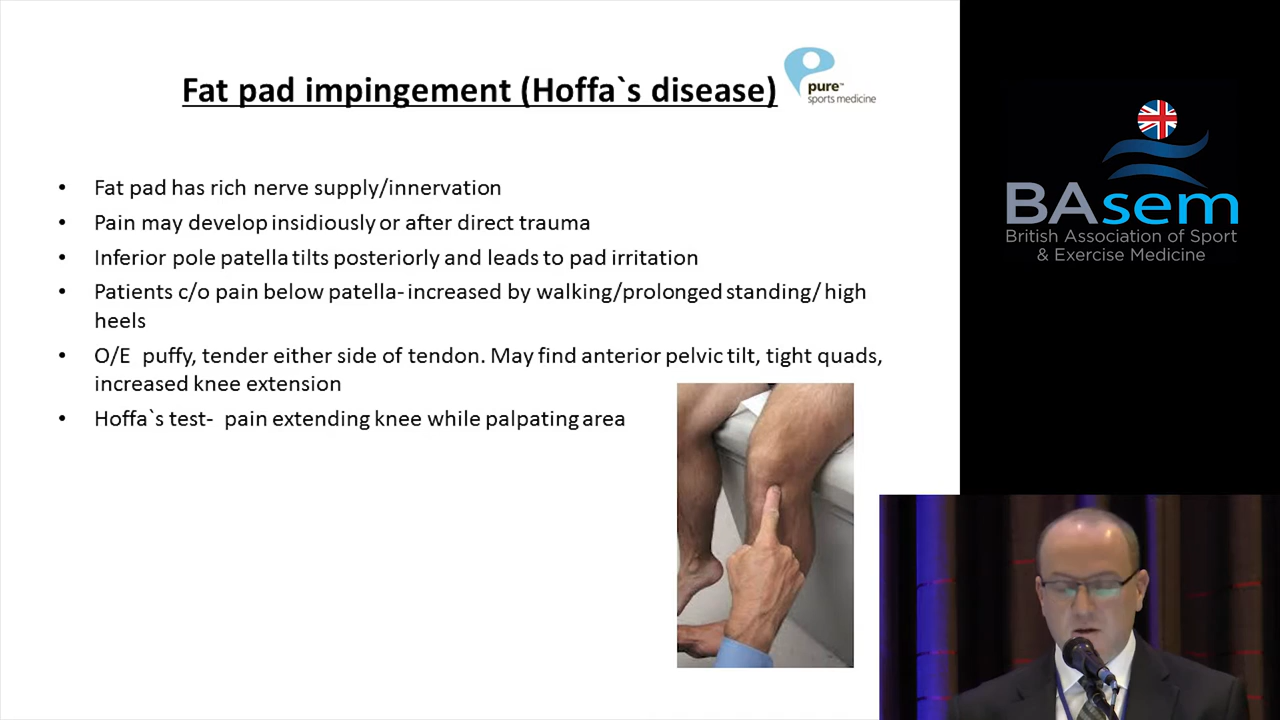 Fat pad impingement (Hoffa`s disease)
pure™
sports medicine
• Fat pad has rich nerve supply/innervation
• Pain may develop insidiously or after direct trauma
• Inferior pole patella tilts posteriorly and leads to pad irritation
• Patients c/o pain below patella- increased by walking/prolonged standing/ high
heels
• O/E puffy, tender either side of tendon. May find anterior pelvic tilt, tight quads,
increased knee extension
• Hoffa`s test- pain extending knee while palpating area
BAsem
British Association of Sport
& Exercise Medicine